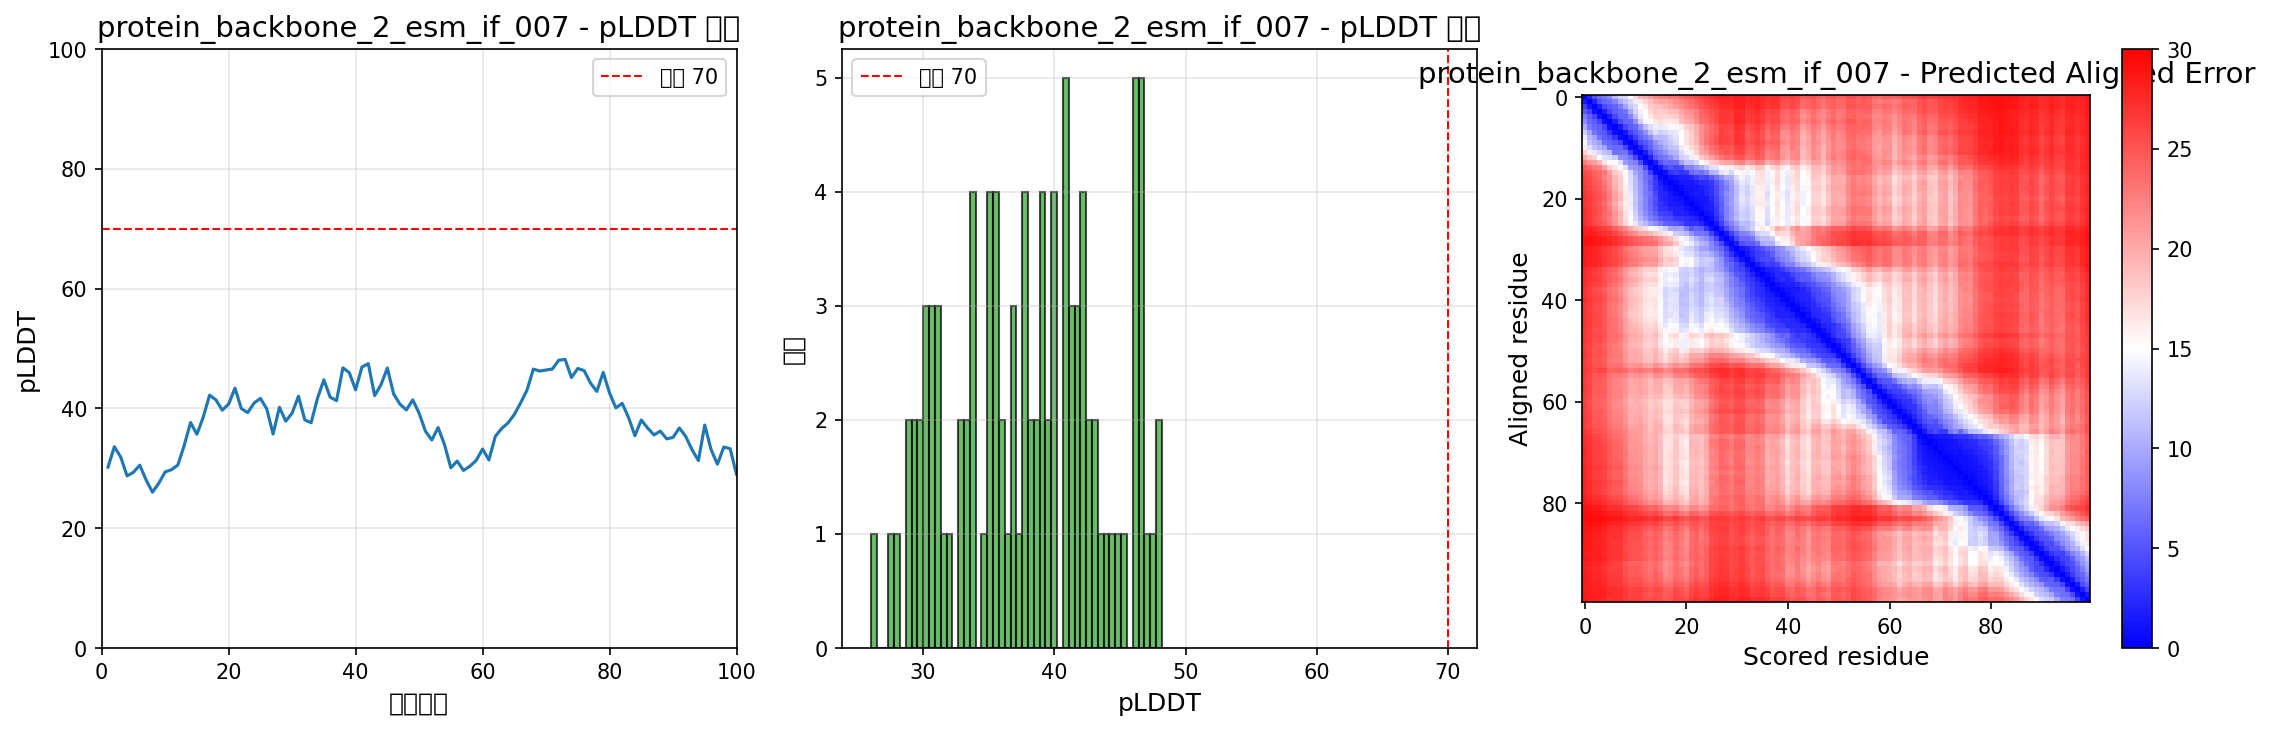 protein_backbone_2_esm_if_007 - pLDDT
100
80
60
40
20
0
70
0 20 40 60 80 100
pLDDT
protein_backbone_2_esm_if_007 - pLDDT
5
4
3
2
1
0
70
30 40 50 60 70
pLDDT
protein_backbone_2_esm_if_007 - Predicted Aligned Error
0
20
40
60
80
Aligned residue
0 20 40 60 80
Scored residue
30
25
20
15
10
5
0